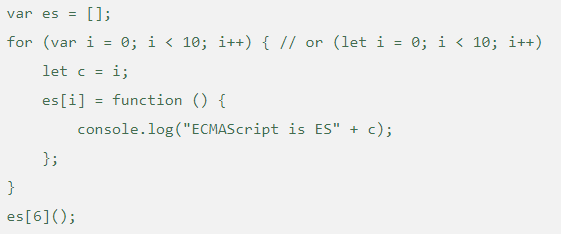 var es = [];
for (var i = 0; i < 10; i++) { // or (let i = 0; i < 10; i++)
    let c = i;
    es[i] = function () {
        console.log("ECMAScript is ES" + c);
    };
}
es[6]();